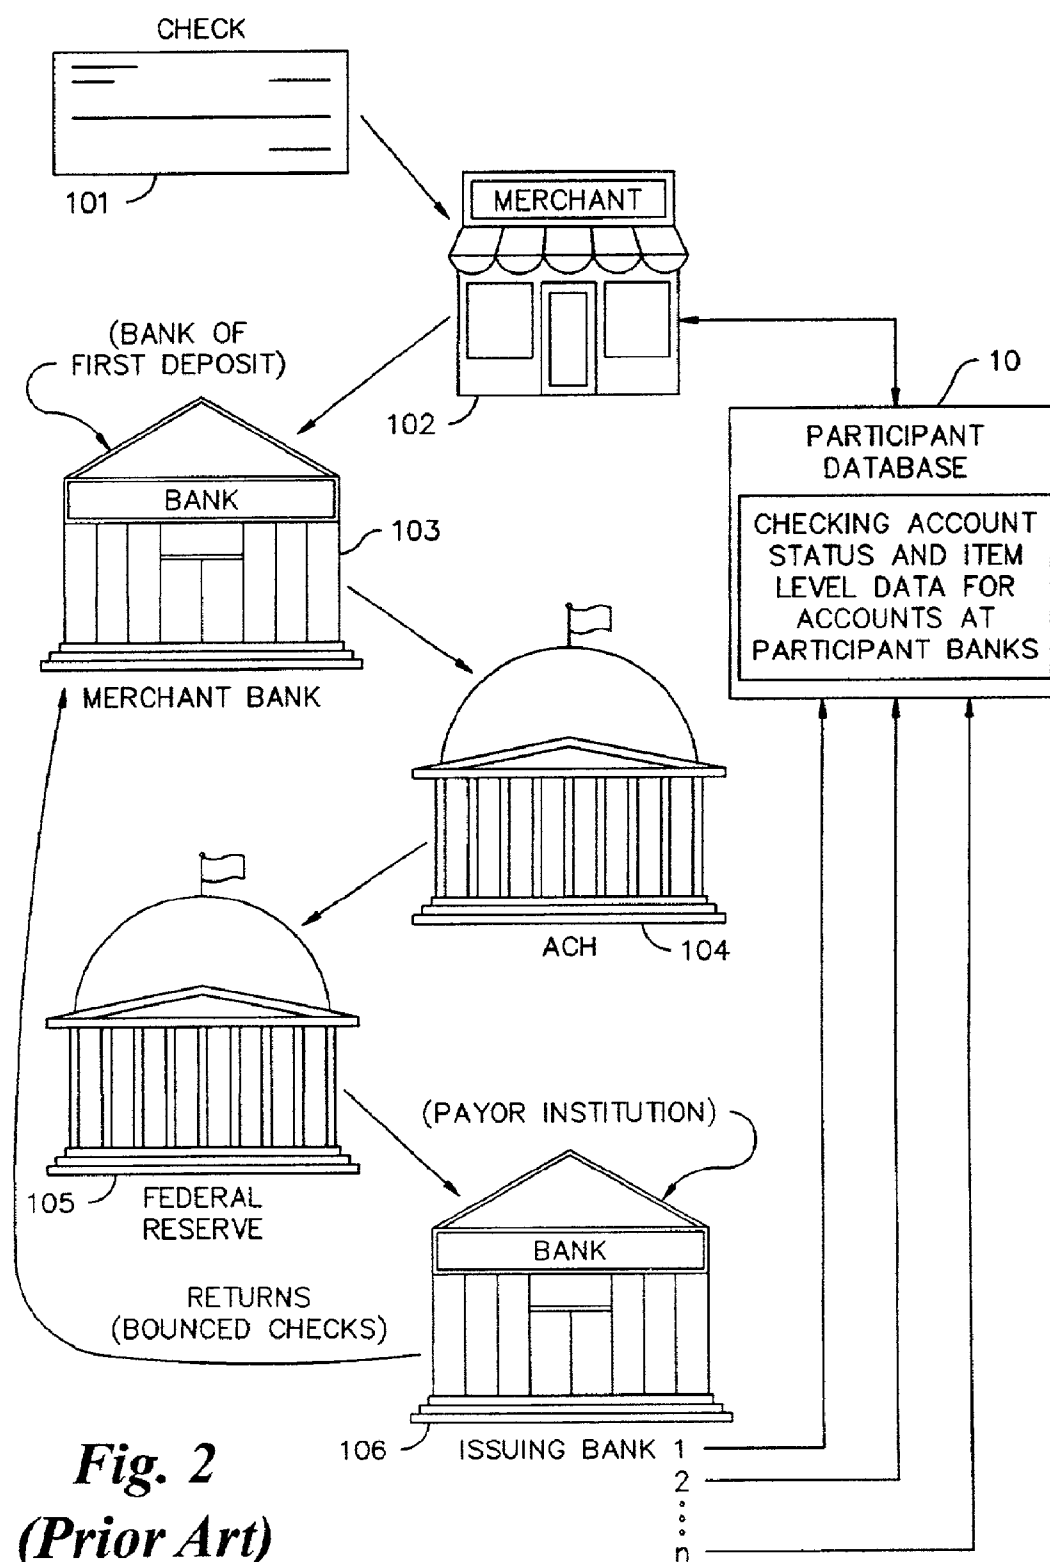 CHECK
101
MERCHANT
102
(BANK OF
FIRST DEPOSIT)
BANK
103
MERCHANT BANK
10
PARTICIPANT
DATABASE
CHECKING ACCOUNT
STATUS AND ITEM
LEVEL DATA FOR
ACCOUNTS AT
PARTICIPANT BANKS
ACH
104
105
FEDERAL
RESERVE
(PAYOR INSTITUTION)
BANK
RETURNS
(BOUNCED CHECKS)
106
ISSUING BANK 1
2
n
Fig. 2
(Prior Art)